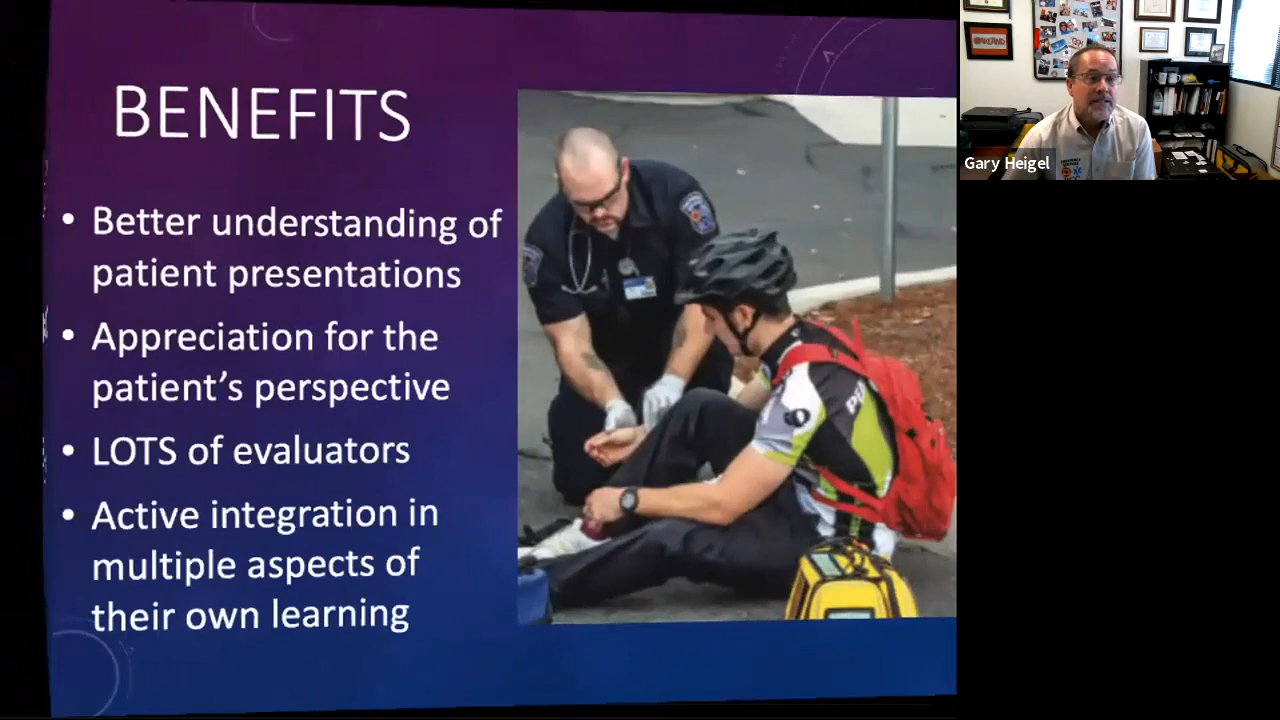 BENEFITS
• Better understanding of
patient presentations
• Appreciation for the
patient's perspective
• LOTS of evaluators
• Active integration in
multiple aspects of
their own learning
Gary Heigel
OAKLAND